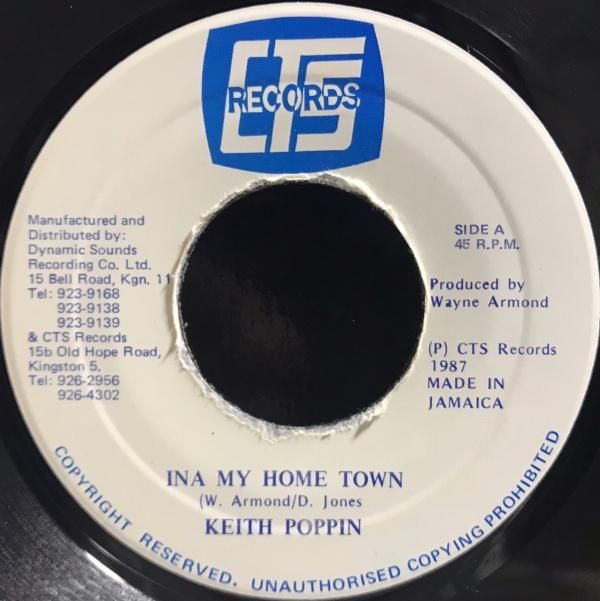 CTS
RECORDS
Manufactured and
Distributed by:
Dynamic Sounds
Recording Co. Ltd.
15 Bell Road, Kgn. 11
Tel: 923-9168
923-9138
923-9139
& CTS Records
15b Old Hope Road,
Kingston 5.
Tel: 926-2956
926-4302
SIDE A
45 R.P.M.
Produced by
Wayne Armond
(P) CTS Records
1987
MADE IN
JAMAICA
INA MY HOME TOWN
(W. Armond/D. Jones
KEITH POPPIN
COPYRIGHT RESERVED. UNAUTHORISED COPYING PROHIBITED